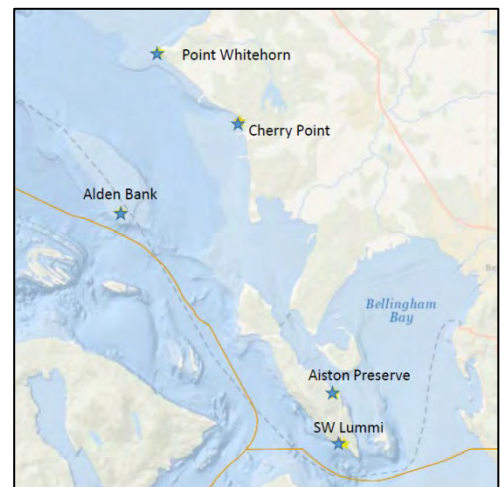 Point Whitehorn
Cherry Point
Alden Bank
Bellingham
Bay
Aiston Preserve
SW Lummi